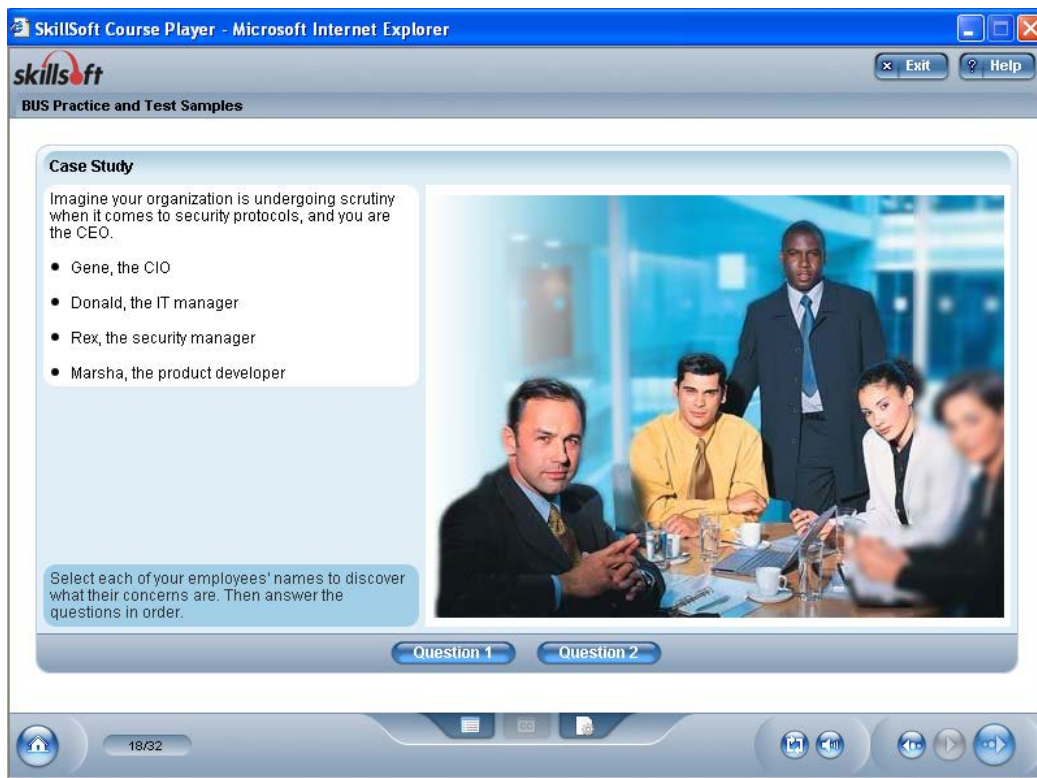 SkillSoft Course Player - Microsoft Internet Explorer
skillsoft
Exit
Help
BUS Practice and Test Samples
Case Study
Imagine your organization is undergoing scrutiny
when it comes to security protocols, and you are
the CEO.
Gene, the CIO
Donald, the IT manager
Rex, the security manager
Marsha, the product developer
Select each of your employees' names to discover
what their concerns are. Then answer the
questions in order.
Question 1
Question 2
18/32